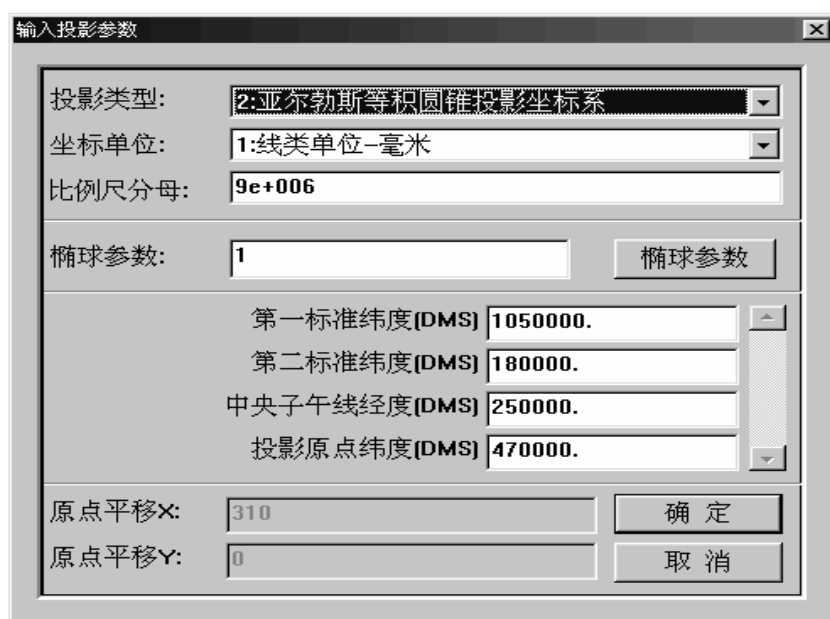 输入投影参数
投影类型: 2:亚尔勃斯等积圆锥投影坐标系
坐标单位: 1:线类单位-毫米
比例尺分母: 9e+006
椭球参数: 1 椭球参数
第一标准纬度(DMS) 1050000.
第二标准纬度(DMS) 180000.
中央子午线经度(DMS) 250000.
投影原点纬度(DMS) 470000.
原点平移X: 310 确 定
原点平移Y: 0 取 消